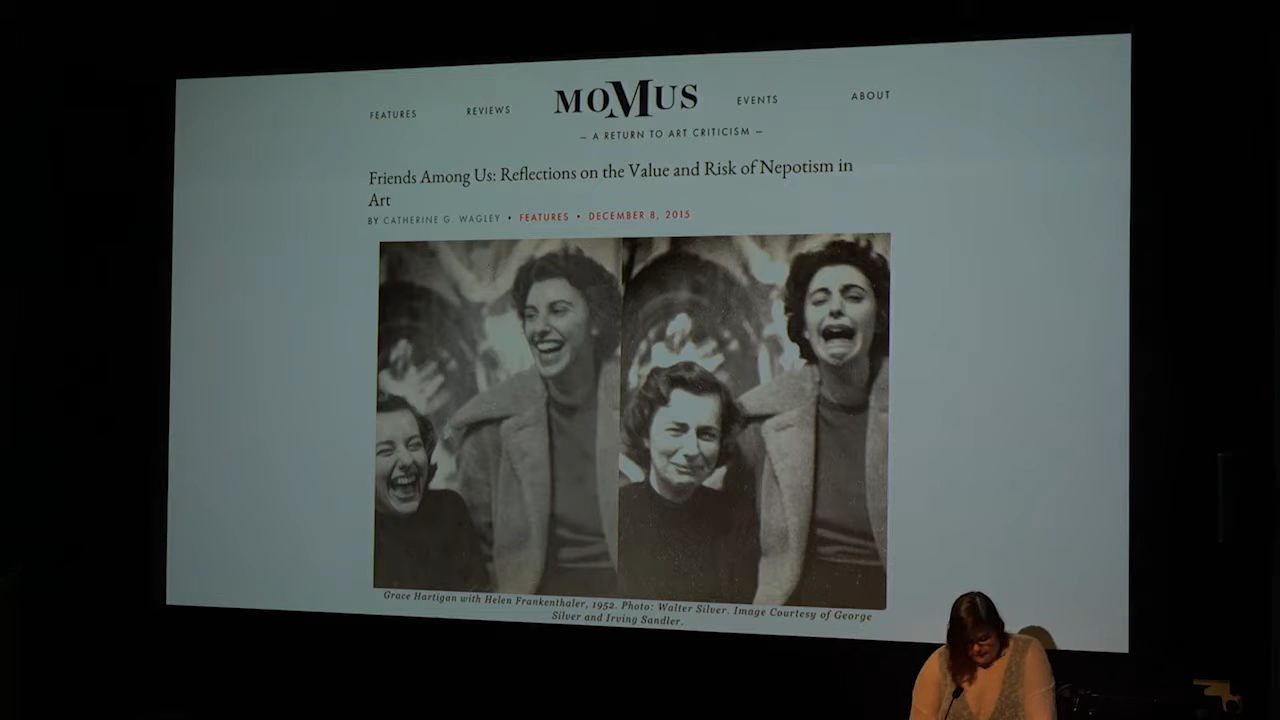 FEATURES REVIEWS MOMUS EVENTS ABOUT
— A RETURN TO ART CRITICISM —
Friends Among Us: Reflections on the Value and Risk of Nepotism in
Art
BY CATHERINE G. WAGLEY • FEATURES • DECEMBER 8, 2015
Grace Hartigan with Helen Frankenthaler, 1952. Photo: Walter Silver. Image Courtesy of George
Silver and Irving Sandler.